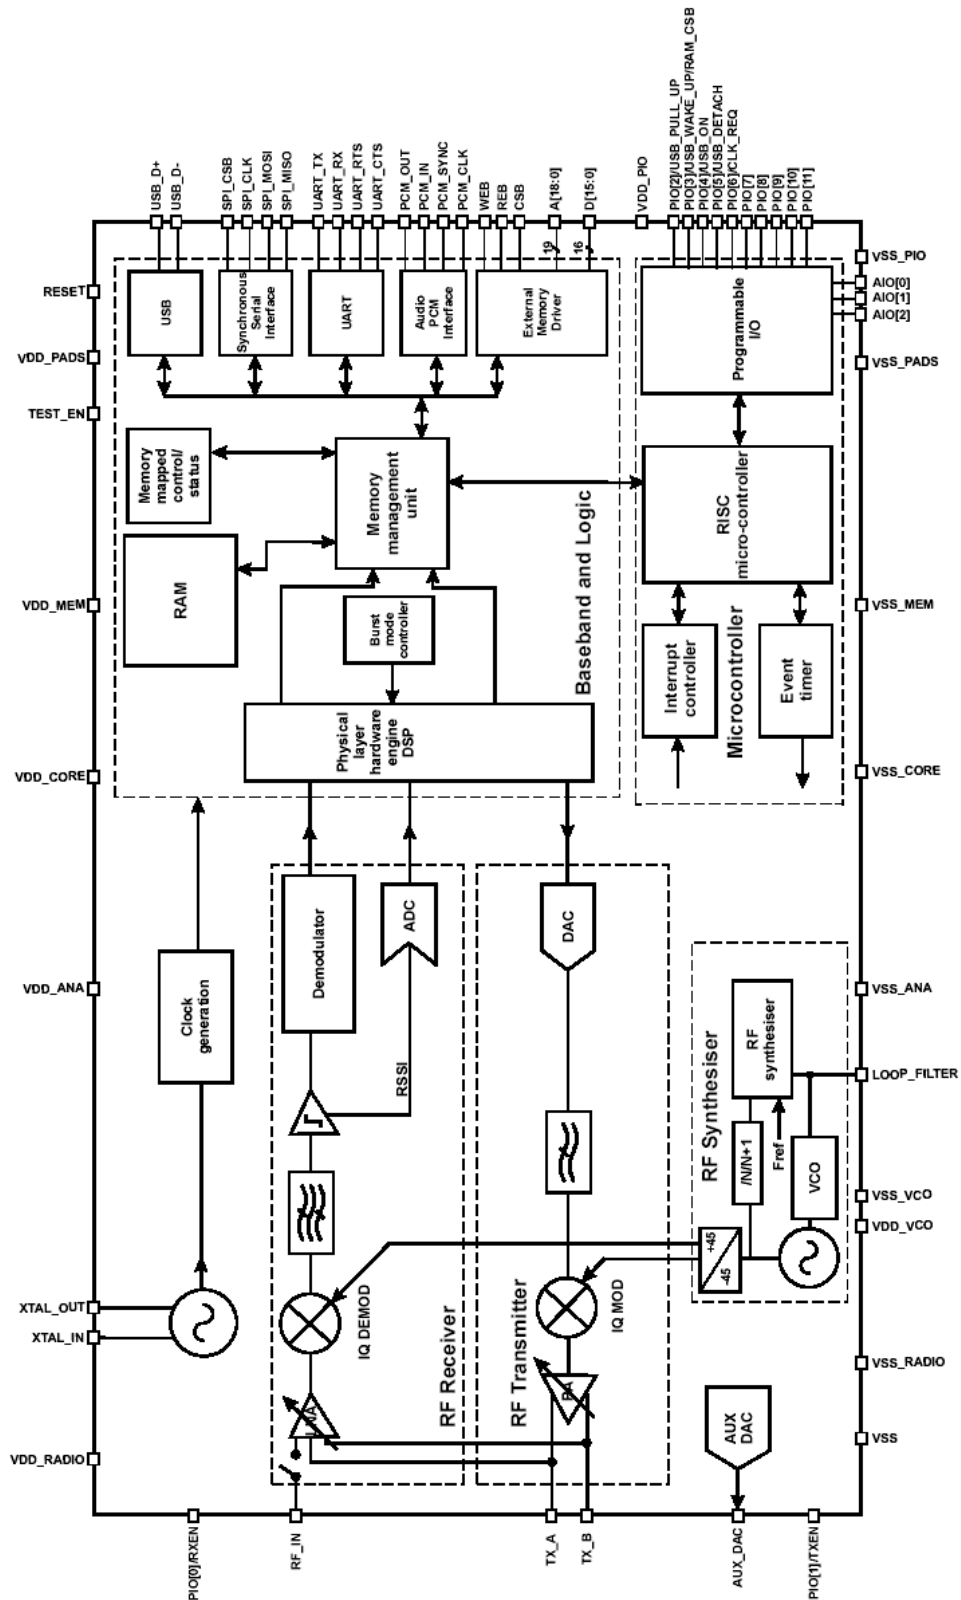 USB_D+
USB_D-
SPI_CSB
SPI_CLK
SPI_MOSI
SPI_MISO
UART_TX
UART_RX
UART_RTS
UART_CTS
PCM_OUT
PCM_IN
PCM_SYNC
PCM_CLK
WEB
REB
CSB
A[18:0]
D[15:0]
VDD_PIO
PIO[2]/USB_PULL_UP
PIO[3]/USB_WAKE_UP/RAM_CSB
PIO[4]/USB_ON
PIO[5]/USB_DETACH
PIO[6]/CLK_REQ
PIO[7]
PIO[8]
PIO[9]
PIO[10]
PIO[11]
19
16
RESET
VDD_PADS
TEST_EN
VDD_MEM
VDD_CORE
VDD_ANA
XTAL_OUT
XTAL_IN
VDD_RADIO
VSS_PIO
AIO[0]
AIO[1]
AIO[2]
VSS_PADS
VSS_MEM
VSS_CORE
VSS_ANA
LOOP_FILTER
VSS_VCO
VDD_VCO
VSS_RADIO
VSS
USB
Synchronous
Serial
Interface
UART
Audio
PCM
Interface
External
Memory
Driver
Programmable
I/O
Memory
mapped
control/
status
Memory
management
unit
RISC
micro-controller
RAM
Burst
mode
controller
Baseband and Logic
Interrupt
controller
Microcontroller
Event
timer
Physical
layer
hardware
engine
DSP
Clock
generation
Demodulator
ADC
DAC
RSSI
RF Synthesiser
RF
synthesiser
/N/N+1
Fref
VCO
+45
-45
IQ DEMOD
IQ MOD
RF Receiver
RF Transmitter
LNA
PA
AUX
DAC
PIO[0]/RXEN
RF_IN
TX_A
TX_B
AUX_DAC
PIO[1]/TXEN